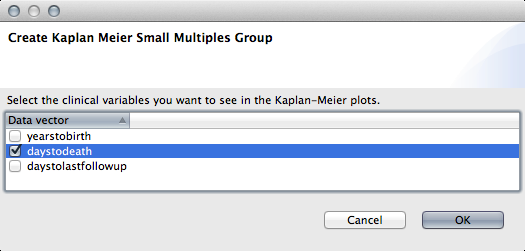 Create Kaplan Meier Small Multiples Group
Select the clinical variables you want to see in the Kaplan-Meier plots.
Data vector
yearstobirth
daystodeath
daystolastfollowup
Cancel
OK